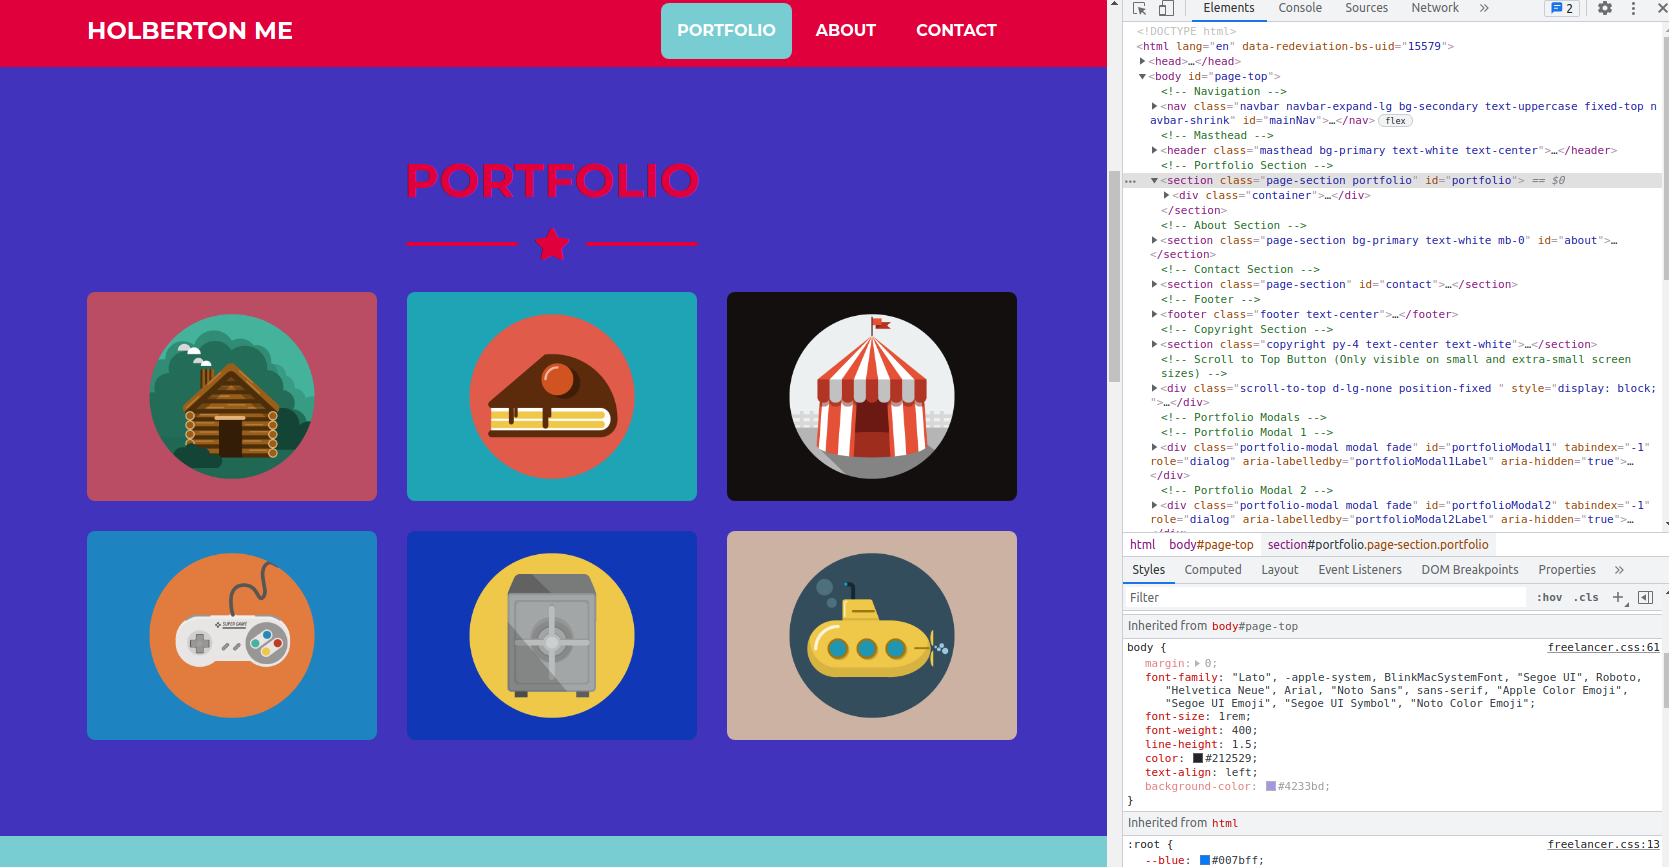 HOLBERTON ME
PORTFOLIO
ABOUT
CONTACT
PORTFOLIO
SUPER GAME
Elements
Console
Sources
Network
»
2
<!DOCTYPE html>
<html lang="en" data-redeviation-bs-uid="15579">
<head>…</head>
<body id="page-top">
<!-- Navigation -->
<nav class="navbar navbar-expand-lg bg-secondary text-uppercase fixed-top n
avbar-shrink" id="mainNav">…</nav> flex
<!-- Masthead -->
<header class="masthead bg-primary text-white text-center">…</header>
<!-- Portfolio Section -->
… <section class="page-section portfolio" id="portfolio"> == $0
<div class="container">…</div>
</section>
<!-- About Section -->
<section class="page-section bg-primary text-white mb-0" id="about">…
</section>
<!-- Contact Section -->
<section class="page-section" id="contact">…</section>
<!-- Footer -->
<footer class="footer text-center">…</footer>
<!-- Copyright Section -->
<section class="copyright py-4 text-center text-white">…</section>
<!-- Scroll to Top Button (Only visible on small and extra-small screen
sizes) -->
<div class="scroll-to-top d-lg-none position-fixed " style="display: block;
">…</div>
<!-- Portfolio Modals -->
<!-- Portfolio Modal 1 -->
<div class="portfolio-modal modal fade" id="portfolioModal1" tabindex="-1"
role="dialog" aria-labelledby="portfolioModal1Label" aria-hidden="true">…
</div>
<!-- Portfolio Modal 2 -->
<div class="portfolio-modal modal fade" id="portfolioModal2" tabindex="-1"
role="dialog" aria-labelledby="portfolioModal2Label" aria-hidden="true">…
html body#page-top section#portfolio.page-section.portfolio
Styles Computed Layout Event Listeners DOM Breakpoints Properties »
Filter :hov .cls +
Inherited from body#page-top
body { freelancer.css:61
margin: 0;
font-family: "Lato", -apple-system, BlinkMacSystemFont, "Segoe UI", Roboto,
"Helvetica Neue", Arial, "Noto Sans", sans-serif, "Apple Color Emoji",
"Segoe UI Emoji", "Segoe UI Symbol", "Noto Color Emoji";
font-size: 1rem;
font-weight: 400;
line-height: 1.5;
color: #212529;
text-align: left;
background-color: #4233bd;
}
Inherited from html
:root { freelancer.css:13
--blue: #007bff;